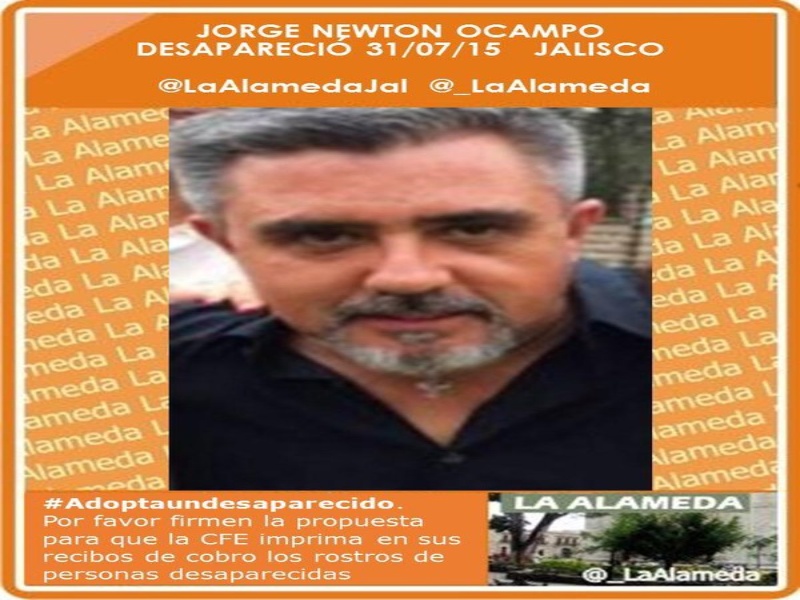 JORGE NEWTON OCAMPO
DESAPARECIÓ 31/07/15 JALISCO
@LaAlamedaJal @_LaAlameda
#Adoptaundesaparecido.
Por favor firmen la propuesta
para que la CFE imprima en sus
recibos de cobro los rostros de
personas desaparecidas
LA ALAMEDA
@_LaAlameda